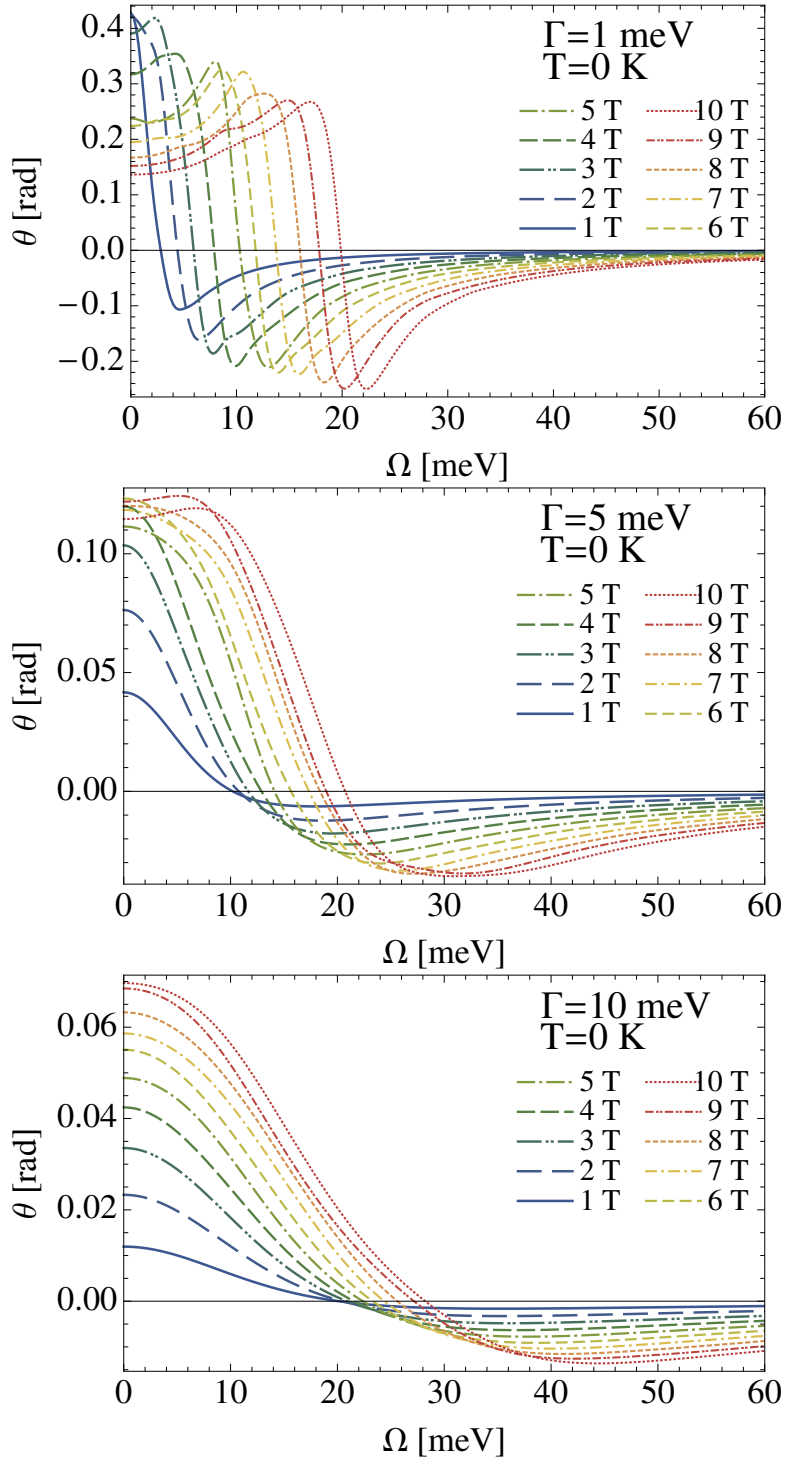 Γ=1 meV
T=0 K
5 T 10 T
4 T 9 T
3 T 8 T
2 T 7 T
1 T 6 T
θ [rad]
0.4
0.3
0.2
0.1
0.0
−0.1
−0.2
0 10 20 30 40 50 60
Ω [meV]
Γ=5 meV
T=0 K
5 T 10 T
4 T 9 T
3 T 8 T
2 T 7 T
1 T 6 T
θ [rad]
0.10
0.05
0.00
0 10 20 30 40 50 60
Ω [meV]
Γ=10 meV
T=0 K
5 T 10 T
4 T 9 T
3 T 8 T
2 T 7 T
1 T 6 T
θ [rad]
0.06
0.04
0.02
0.00
0 10 20 30 40 50 60
Ω [meV]